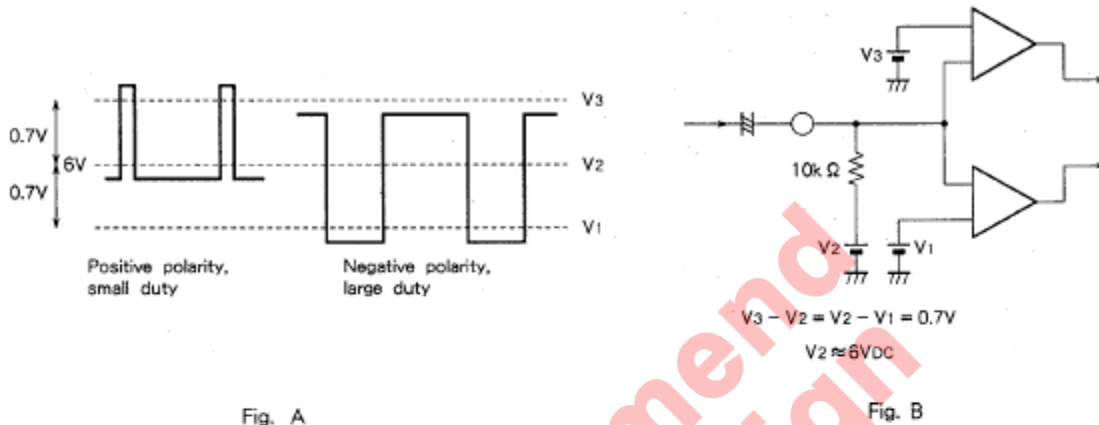 V3
0.7V
6V
V2
0.7V
V1
Positive polarity,
small duty
Negative polarity,
large duty
Fig. A
V3
10k Ω
V2
V1
V3 – V2 = V2 – V1 = 0.7V
V2 ≈ 6VDC
Fig. B